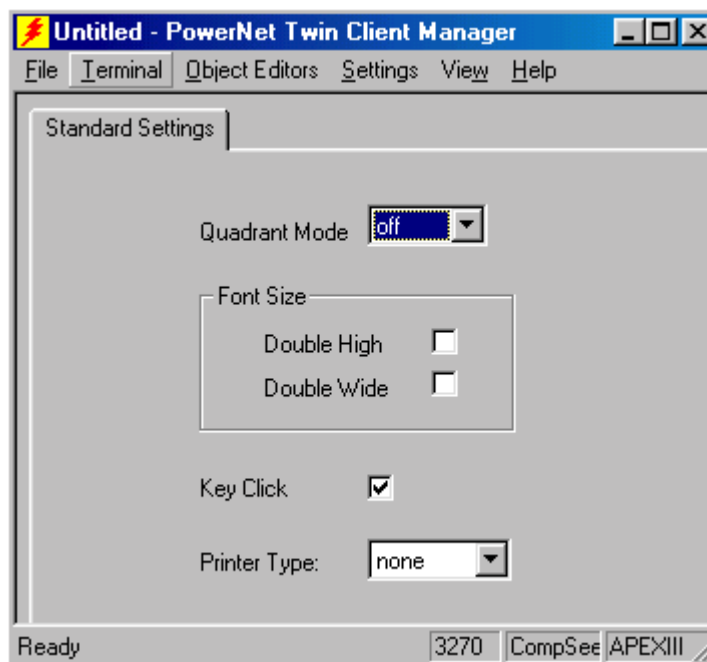 Untitled - PowerNet Twin Client Manager
File Terminal Object Editors Settings View Help
Standard Settings
Quadrant Mode off
Font Size
Double High
Double Wide
Key Click
Printer Type: none
Ready 3270 CompSee APEXIII